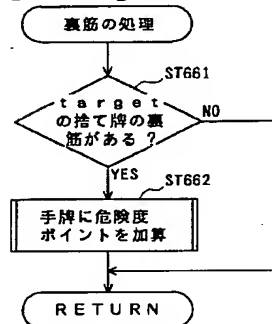 裏筋の処理
ST661
target
の捨て牌の裏
筋がある?
NO
YES
ST662
手牌に危険度
ポイントを加算
RETURN